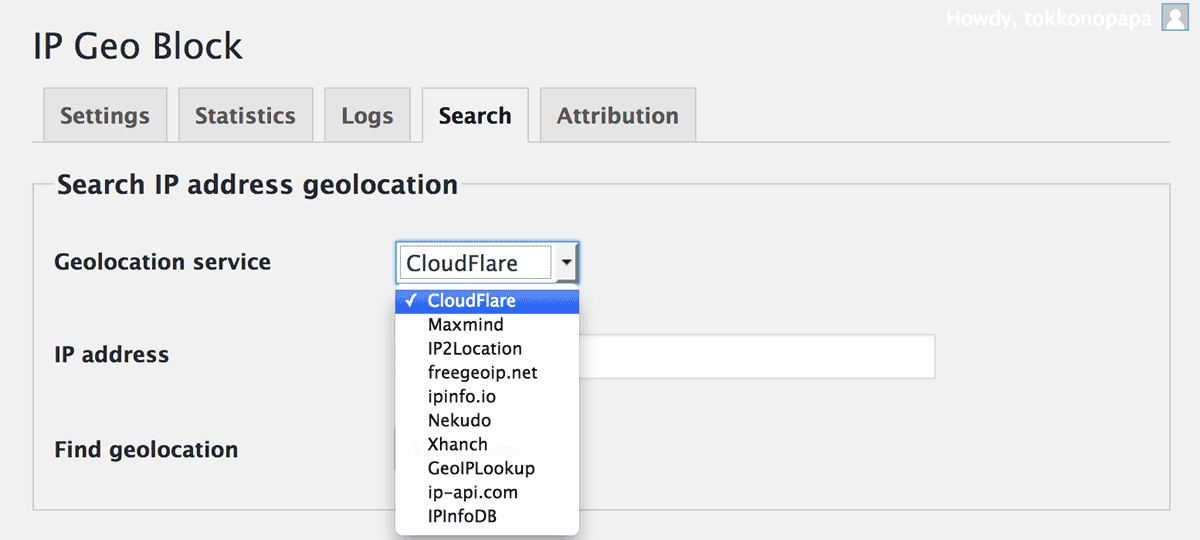 Howdy, tokkonopapa
IP Geo Block
Settings Statistics Logs Search Attribution
Search IP address geolocation
Geolocation service CloudFlare
✓ CloudFlare
Maxmind
IP2Location
freegeoip.net
ipinfo.io
Nekudo
Xhanch
GeoIPLookup
ip-api.com
IPInfoDB
IP address
Find geolocation